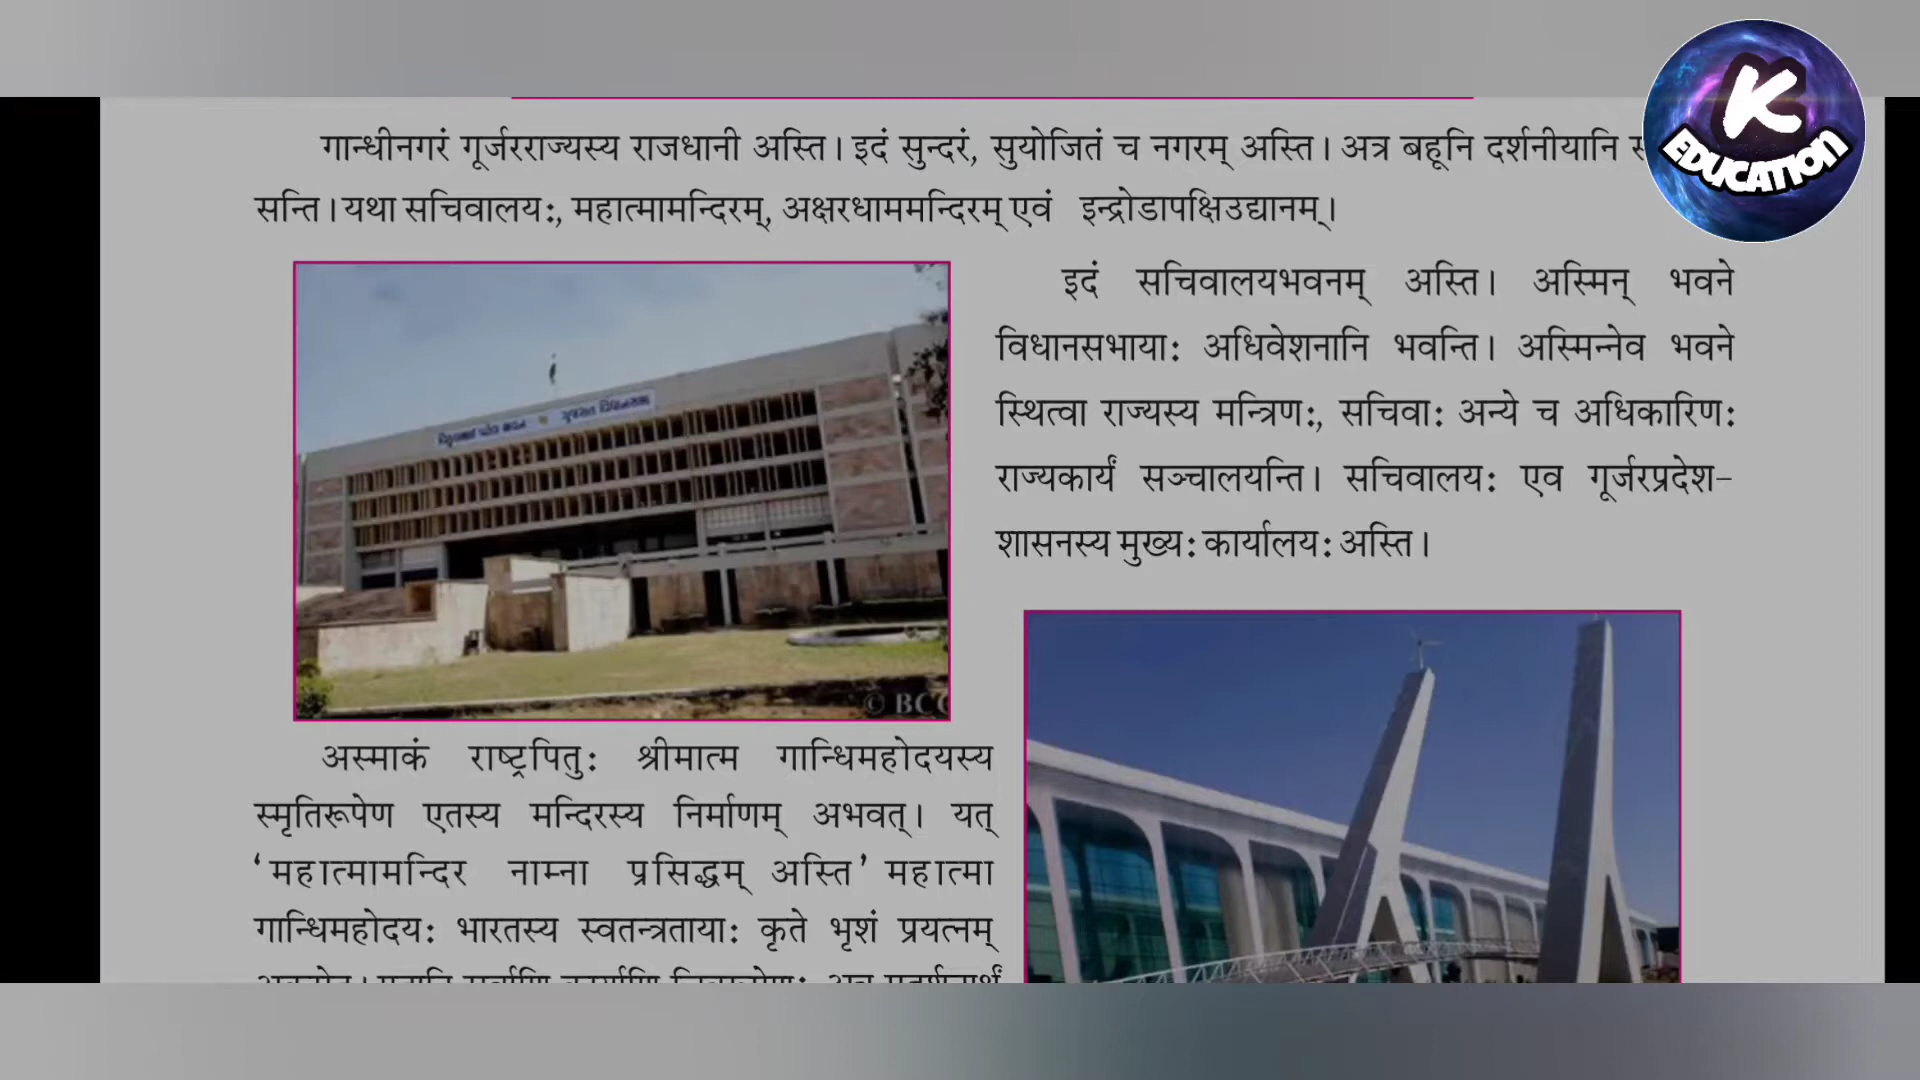 K
EDUCATION
गान्धीनगरं गूर्जरराज्यस्य राजधानी अस्ति। इदं सुन्दरं, सुयोजितं च नगरम् अस्ति। अत्र बहूनि दर्शनीयानि
सन्ति। यथा सचिवालयः, महात्मामन्दिरम्, अक्षरधाममन्दिरम् एवं इन्द्रोडापक्षिउद्यानम्।
इदं सचिवालयभवनम् अस्ति। अस्मिन् भवने
विधानसभायाः अधिवेशनानि भवन्ति। अस्मिन्नेव भवने
स्थित्वा राज्यस्य मन्त्रिणः, सचिवाः अन्ये च अधिकारिणः
राज्यकार्यं सञ्चालयन्ति। सचिवालयः एव गूर्जरप्रदेश-
शासनस्य मुख्यः कार्यालयः अस्ति।
ગુજરાત વિધાનસભા
© BCC
अस्माकं राष्ट्रपितुः श्रीमात्म गान्धिमहोदयस्य
स्मृतिरूपेण एतस्य मन्दिरस्य निर्माणम् अभवत्। यत्
‘महात्मामन्दिर नाम्ना प्रसिद्धम् अस्ति’ महात्मा
गान्धिमहोदयः भारतस्य स्वतन्त्रतायाः कृते भृशं प्रयत्नम्